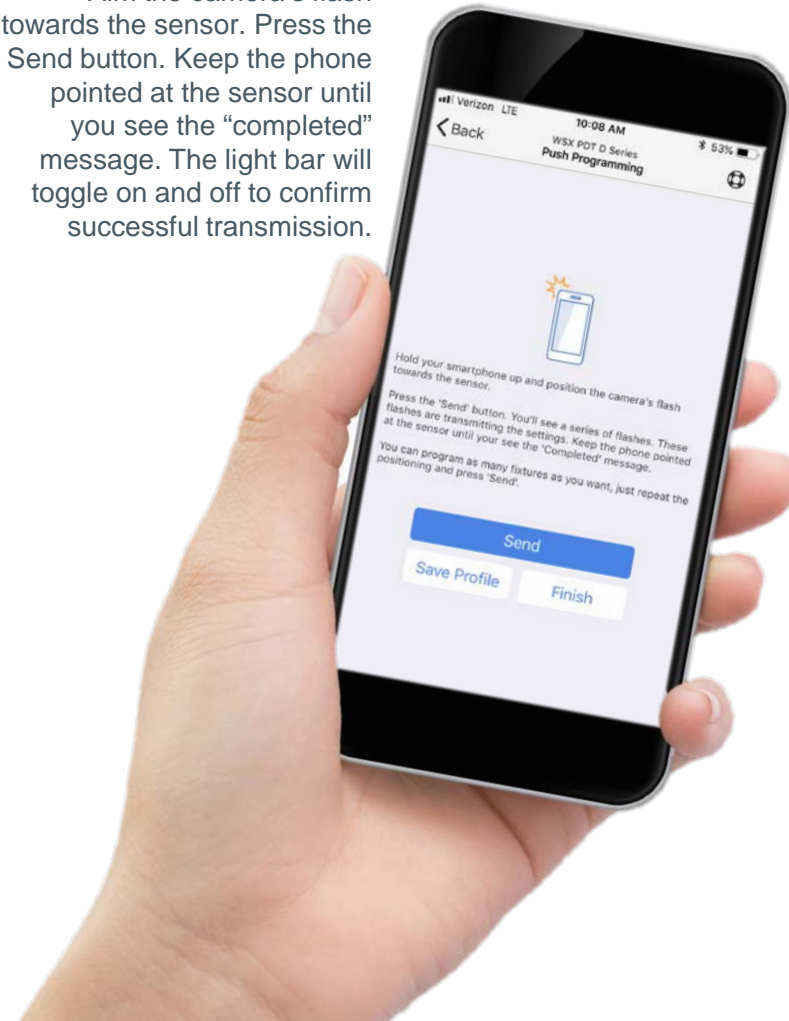 towards the sensor. Press the
Send button. Keep the phone
pointed at the sensor until
you see the “completed”
message. The light bar will
toggle on and off to confirm
successful transmission.
Verizon LTE
10:08 AM
53%
Back
WSX PDT D Series
Push Programming
Hold your smartphone up and position the camera's flash
towards the sensor.
Press the 'Send' button. You'll see a series of flashes. These
flashes are transmitting the settings. Keep the phone pointed
at the sensor until your see the 'Completed' message.
You can program as many fixtures as you want, just repeat the
positioning and press 'Send'.
Send
Save Profile
Finish